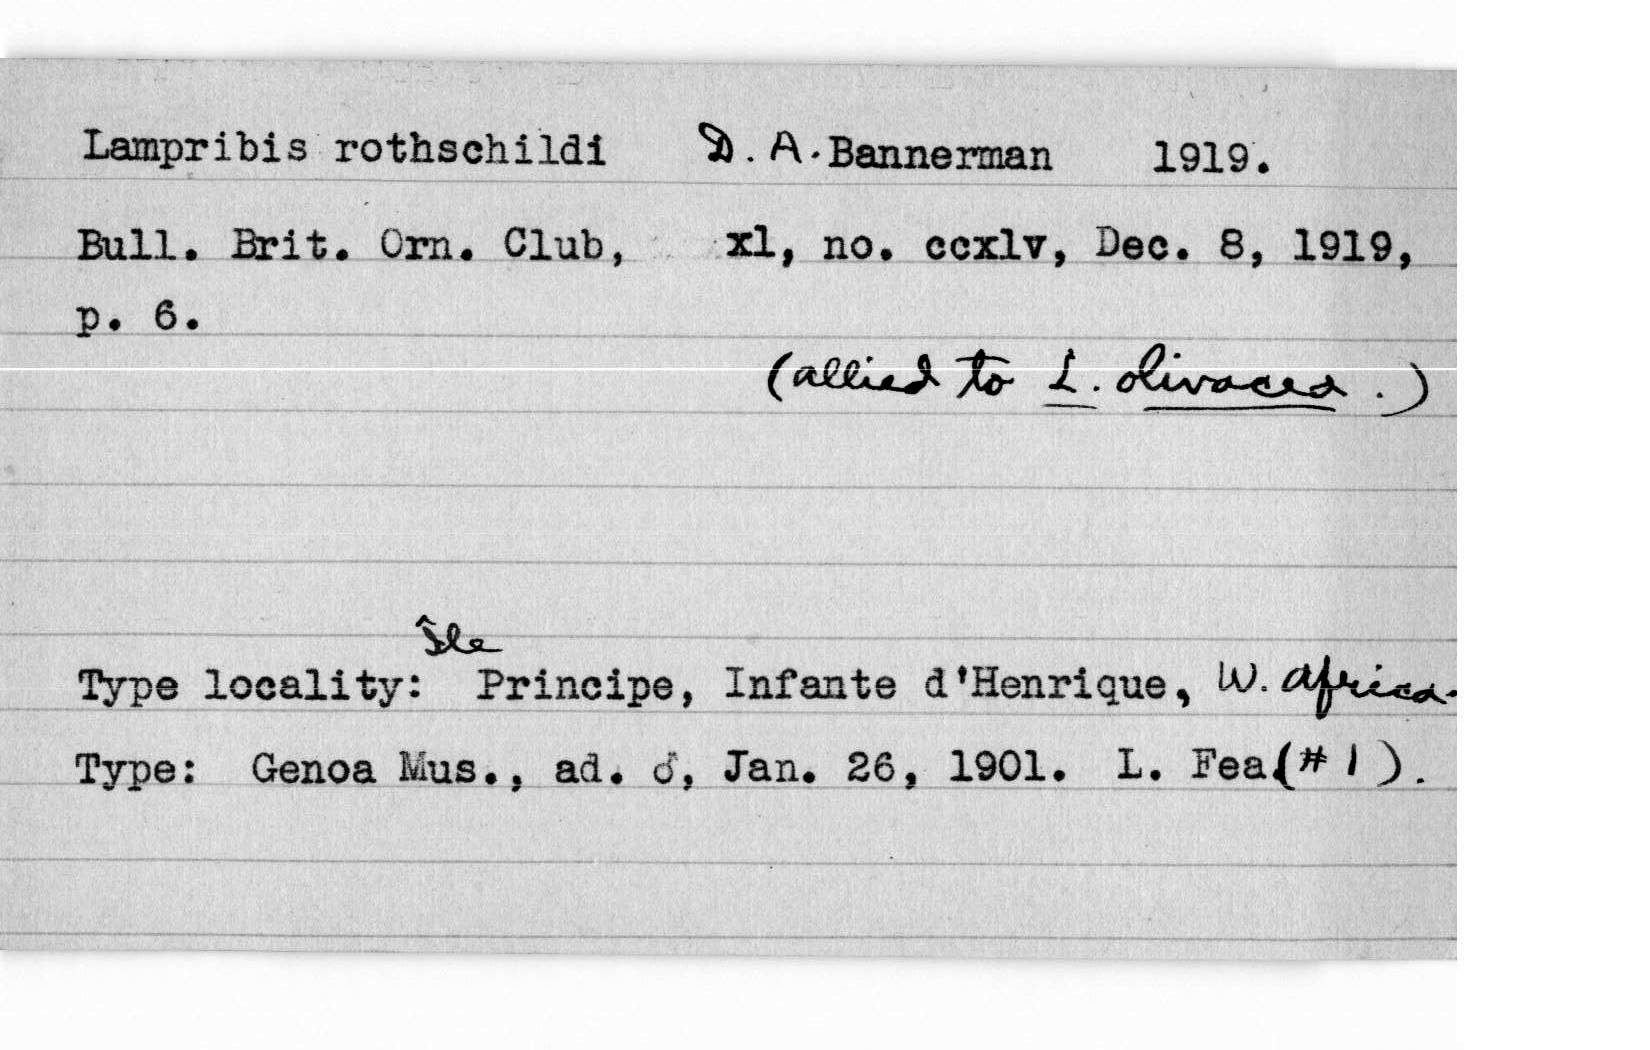 Lampribis rothschildi D. A. Bannerman 1919.
Bull. Brit. Orn. Club, xl, no. ccxlv, Dec. 8, 1919,
p. 6.
(allied to L. olivacea.)
Île
Type locality: Principe, Infante d'Henrique, W. Africa.
Type: Genoa Mus., ad. ♂, Jan. 26, 1901. L. Fea.(# 1).